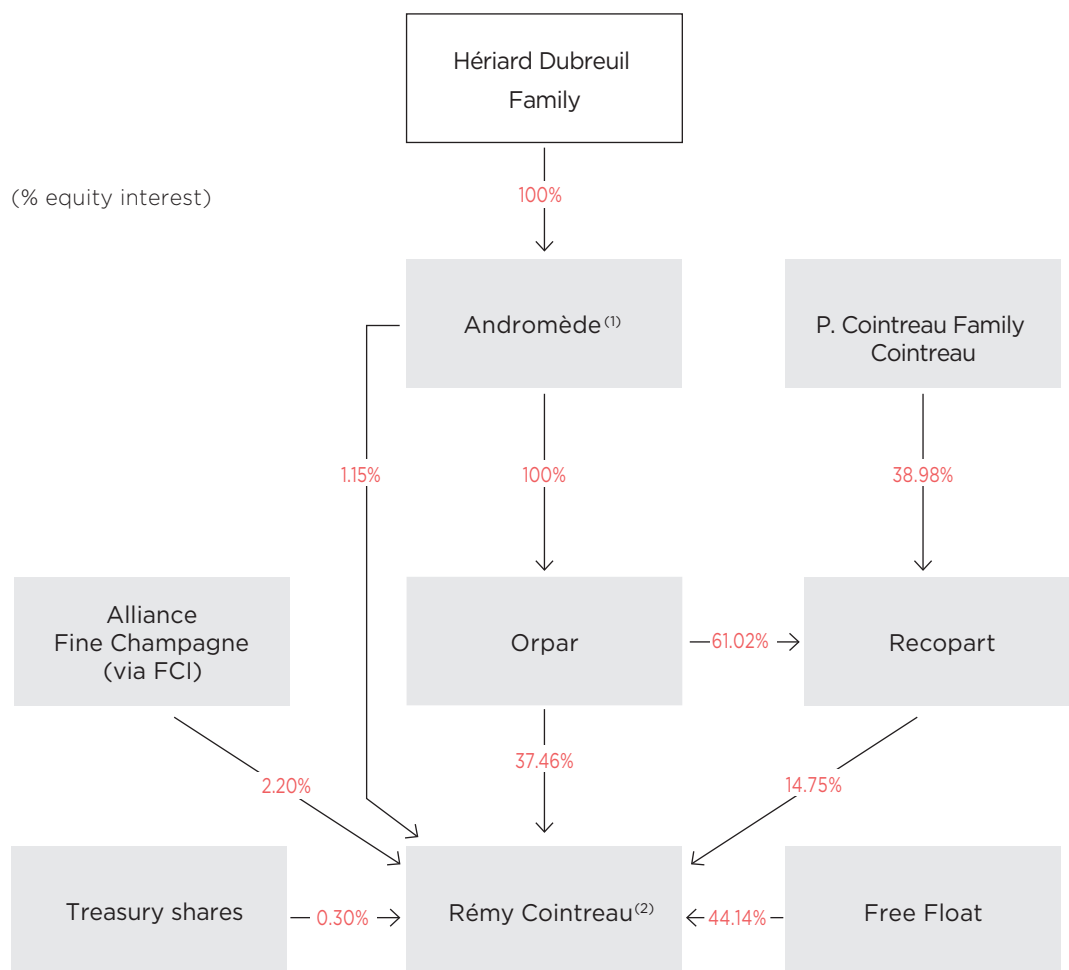 Hériard Dubreuil
Family
(% equity interest)
100%
Andromède(1)
P. Cointreau Family
Cointreau
1.15%
100%
38.98%
Alliance
Fine Champagne
(via FCI)
Orpar
61.02%
Recopart
37.46%
2.20%
14.75%
Treasury shares
0.30%
Rémy Cointreau(2)
44.14%
Free Float